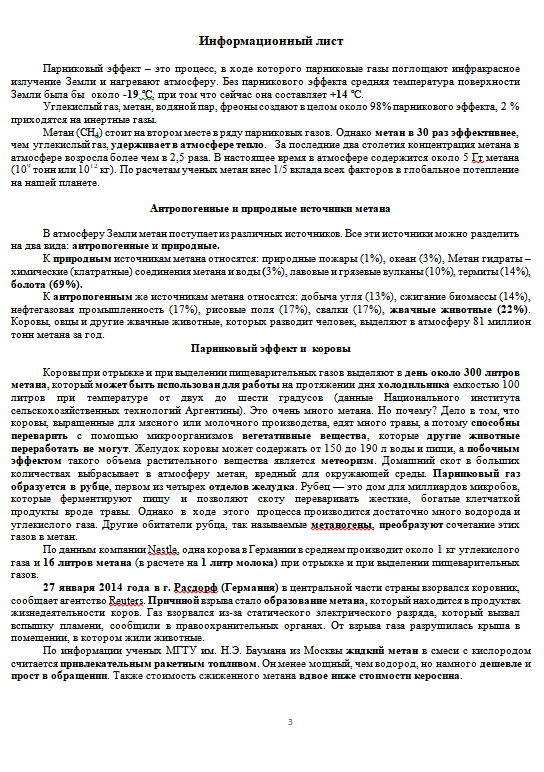 Информационный лист
Парниковый эффект – это процесс, в ходе которого парниковые газы поглощают инфракрасное
излучение Земли и нагревают атмосферу. Без парникового эффекта средняя температура поверхности
Земли была бы около -19 °С, при том что сейчас она составляет +14 °С.
Углекислый газ, метан, водяной пар, фреоны создают в целом около 98% парникового эффекта, 2 %
приходятся на инертные газы.
Метан (CH4) стоит на втором месте в ряду парниковых газов. Однако метан в 30 раз эффективнее,
чем углекислый газ, удерживает в атмосфере тепло. За последние два столетия концентрация метана в
атмосфере возросла более чем в 2,5 раза. В настоящее время в атмосфере содержится около 5 Гт метана
(10⁹ тонн или 10¹² кг). По расчетам ученых метан внес 1/5 вклада всех факторов в глобальное потепление
на нашей планете.
Антропогенные и природные источники метана
В атмосферу Земли метан поступает из различных источников. Все эти источники можно разделить
на два вида: антропогенные и природные.
К природным источникам метана относятся: природные пожары (1%), океан (3%), Метан гидраты –
химические (клатратные) соединения метана и воды (3%), лавовые и грязевые вулканы (10%), термиты (14%),
болота (69%).
К антропогенным же источникам метана относятся: добыча угля (13%), сжигание биомассы (14%),
нефтегазовая промышленность (17%), рисовые поля (17%), свалки (17%), жвачные животные (22%).
Коровы, овцы и другие жвачные животные, которых разводит человек, выделяют в атмосферу 81 миллион
тонн метана за год.
Парниковый эффект и коровы
Коровы при отрыжке и при выделении пищеварительных газов выделяют в день около 300 литров
метана, который может быть использован для работы на протяжении дня холодильника емкостью 100
литров при температуре от двух до шести градусов (данные Национального института
сельскохозяйственных технологий Аргентины). Это очень много метана. Но почему? Дело в том, что
коровы, выращенные для мясного или молочного производства, едят много травы, а потому способны
переварить с помощью микроорганизмов вегетативные вещества, которые другие животные
переработать не могут. Желудок коровы может содержать от 150 до 190 л воды и пищи, а побочным
эффектом такого объема растительного вещества является метеоризм. Домашний скот в больших
количествах выбрасывает в атмосферу метан, вредный для окружающей среды. Парниковый газ
образуется в рубце, первом из четырех отделов желудка. Рубец — это дом для миллиардов микробов,
которые ферментируют пищу и позволяют скоту переваривать жесткие, богатые клетчаткой
продукты вроде травы. Однако в ходе этого процесса производится достаточно много водорода и
углекислого газа. Другие обитатели рубца, так называемые метаногены, преобразуют сочетание этих
газов в метан.
По данным компании Nestle, одна корова в Германии в среднем производит около 1 кг углекислого
газа и 16 литров метана (в расчете на 1 литр молока) при отрыжке и при выделении пищеварительных
газов.
27 января 2014 года в г. Расдорф (Германия) в центральной части страны взорвался коровник,
сообщает агентство Reuters. Причиной взрыва стало образование метана, который находится в продуктах
жизнедеятельности коров. Газ взорвался из-за статического электрического разряда, который вызвал
вспышку пламени, сообщили в правоохранительных органах. От взрыва газа разрушилась крыша в
помещении, в котором жили животные.
По информации ученых МГТУ им. Н.Э. Баумана из Москвы жидкий метан в смеси с кислородом
считается привлекательным ракетным топливом. Он менее мощный, чем водород, но намного дешевле и
прост в обращении. Также стоимость сжиженного метана вдвое ниже стоимости керосина.
3